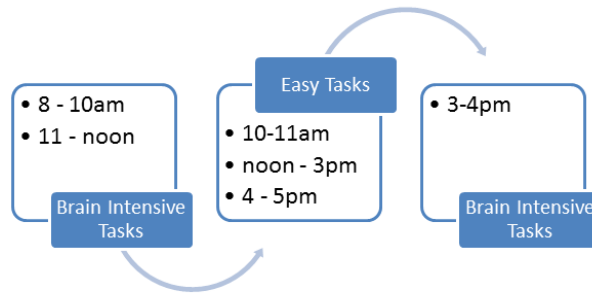 • 8 - 10am
• 11 - noon
Brain Intensive
Tasks
Easy Tasks
• 10-11am
• noon - 3pm
• 4 - 5pm
• 3-4pm
Brain Intensive
Tasks